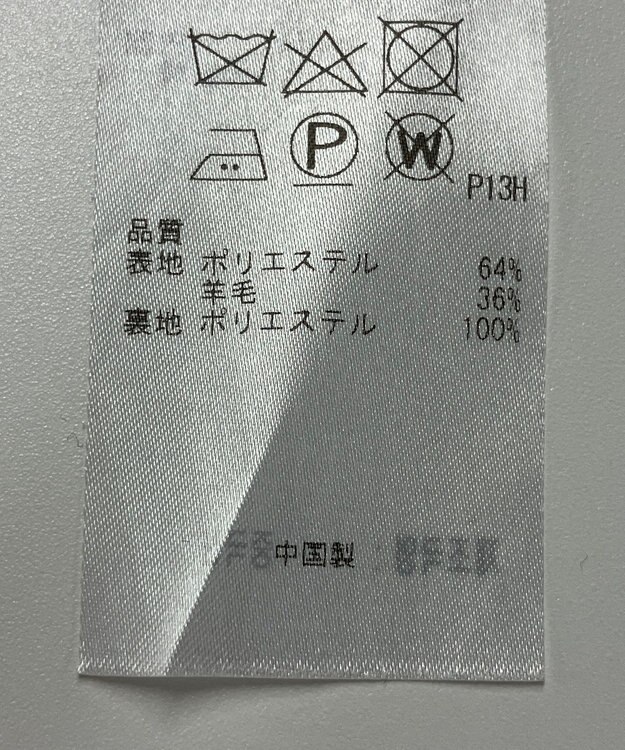 P W P13H
品質
表地 ポリエステル 64%
羊毛 36%
裏地 ポリエステル 100%
中国製